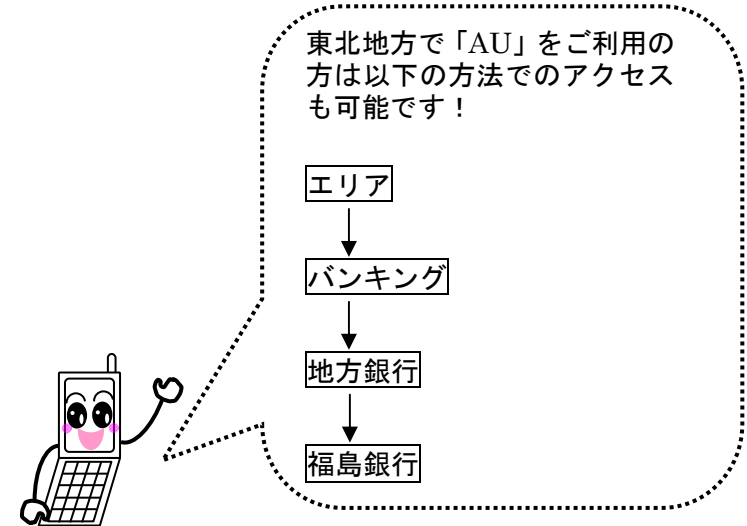 東北地方で「AU」をご利用の
方は以下の方法でのアクセス
も可能です！
エリア
バンキング
地方銀行
福島銀行